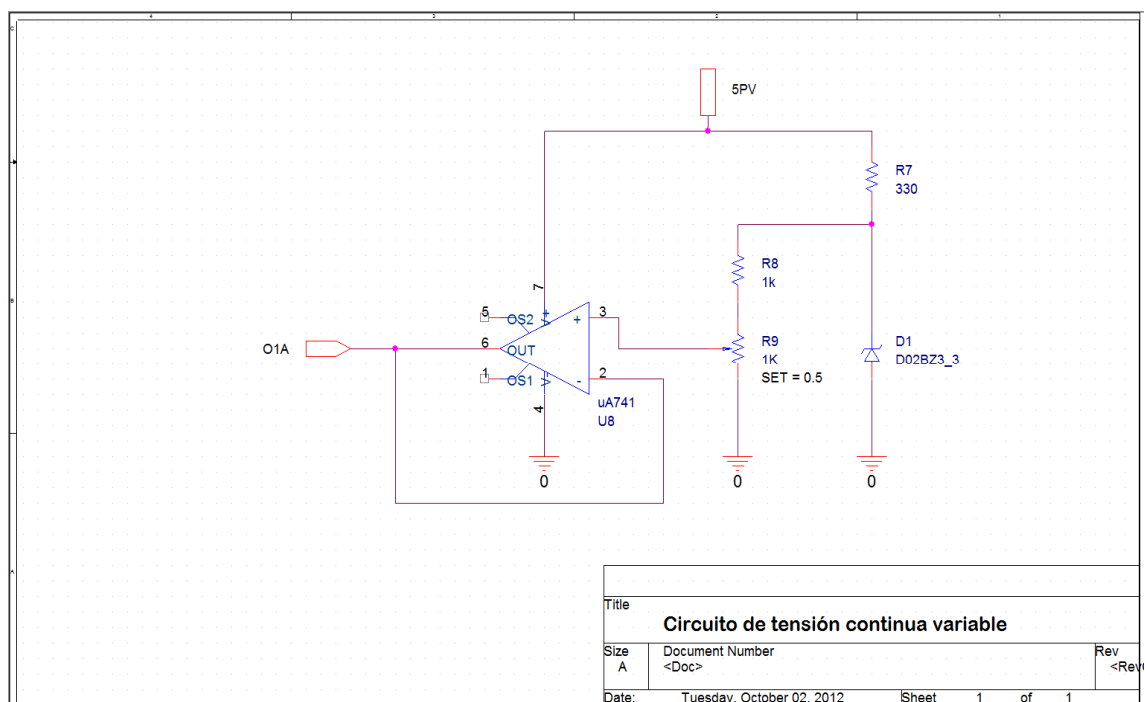 5PV
R7
330
R8
1k
R9
1K
SET = 0.5
D1
D02BZ3_3
7
V+
5
OS2
+
3
O1A
6
OUT
1
OS1
-
2
V-
4
uA741
U8
0
0
0
Title
Circuito de tensión continua variable
Size
A
Document Number
<Doc>
Rev
Date:
Tuesday, October 02, 2012
Sheet 1 of 1